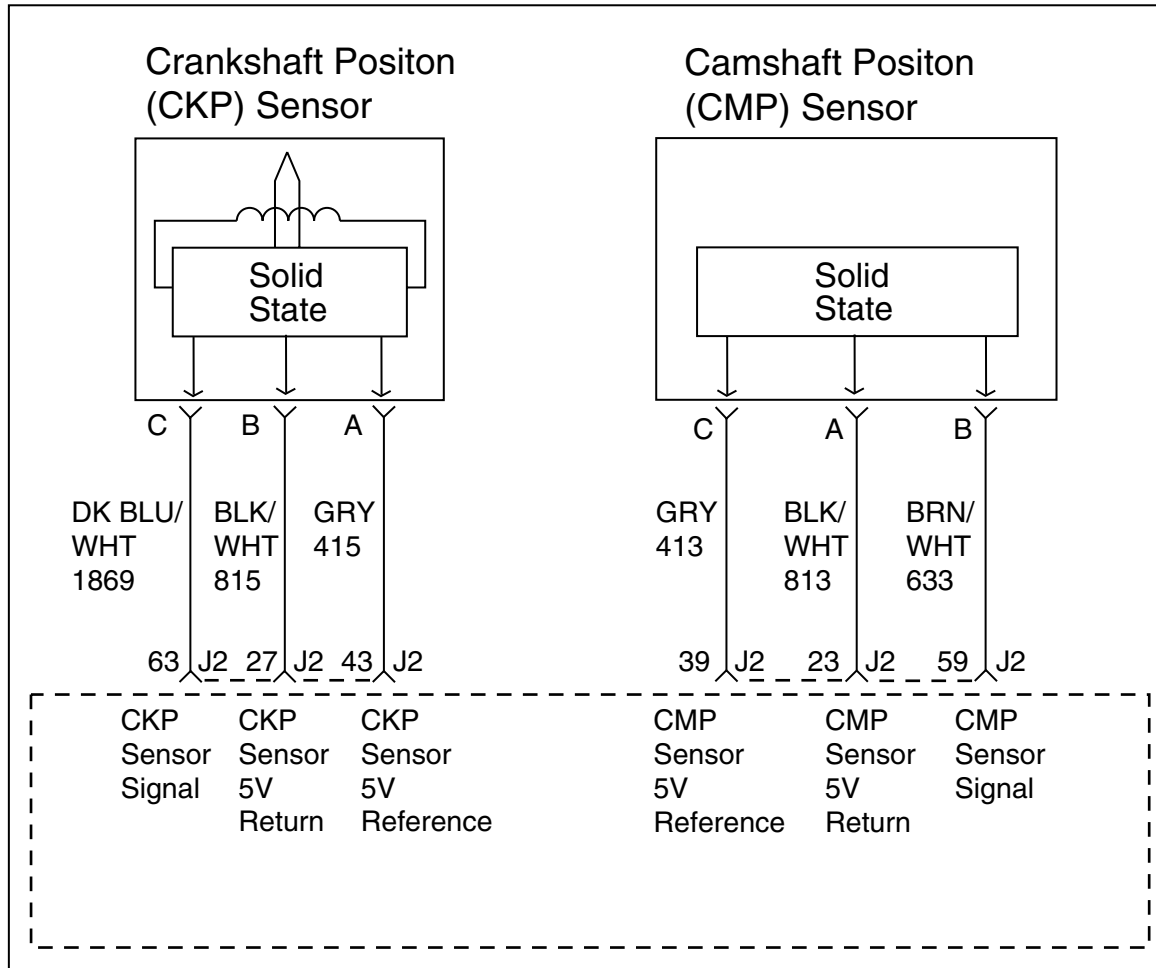 Crankshaft Positon
(CKP) Sensor
Solid
State
C
B
A
DK BLU/
WHT
1869
BLK/
WHT
815
GRY
415
63
J2
27
J2
43
J2
CKP
Sensor
Signal
CKP
Sensor
5V
Return
CKP
Sensor
5V
Reference
Camshaft Positon
(CMP) Sensor
Solid
State
C
A
B
GRY
413
BLK/
WHT
813
BRN/
WHT
633
39
J2
23
J2
59
J2
CMP
Sensor
5V
Reference
CMP
Sensor
5V
Return
CMP
Sensor
Signal